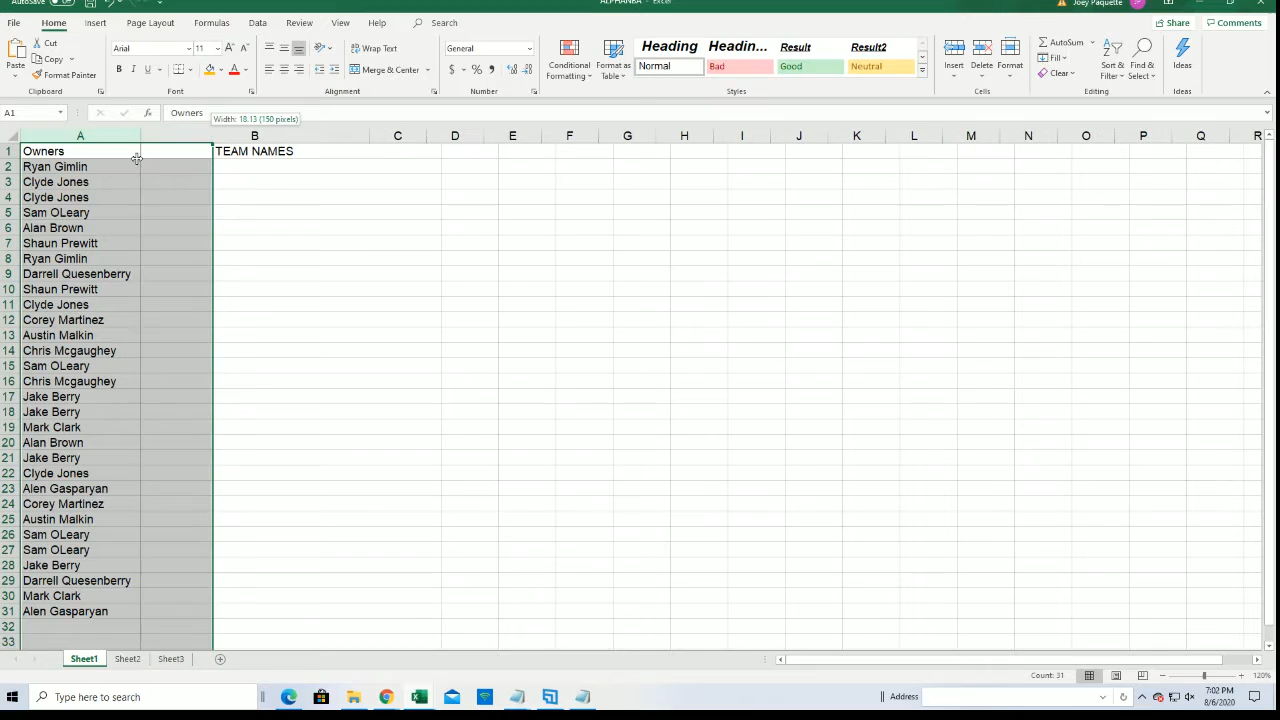 AutoSave
ALPHANBA - Excel
Joey Paquette
JP
File Home Insert Page Layout Formulas Data Review View Help Search
Share Comments
Paste
Cut
Copy
Format Painter
Clipboard
Arial 11
B I U
Font
Wrap Text
Merge & Center
Alignment
General
$ % ,
Number
Conditional Formatting
Format as Table
Heading Headin... Result Result2
Normal Bad Good Neutral
Styles
Insert Delete Format
Cells
AutoSum
Fill
Clear
Sort & Filter
Find & Select
Editing
Ideas
Ideas
A1 fx Owners
Width: 18.13 (150 pixels)
A B C D E F G H I J K L M N O P Q R
1 Owners TEAM NAMES
2 Ryan Gimlin
3 Clyde Jones
4 Clyde Jones
5 Sam OLeary
6 Alan Brown
7 Shaun Prewitt
8 Ryan Gimlin
9 Darrell Quesenberry
10 Shaun Prewitt
11 Clyde Jones
12 Corey Martinez
13 Austin Malkin
14 Chris Mcgaughey
15 Sam OLeary
16 Chris Mcgaughey
17 Jake Berry
18 Jake Berry
19 Mark Clark
20 Alan Brown
21 Jake Berry
22 Clyde Jones
23 Alen Gasparyan
24 Corey Martinez
25 Austin Malkin
26 Sam OLeary
27 Sam OLeary
28 Jake Berry
29 Darrell Quesenberry
30 Mark Clark
31 Alen Gasparyan
32
33
Sheet1 Sheet2 Sheet3
Count: 31
120%
Type here to search
Address
7:02 PM
8/6/2020